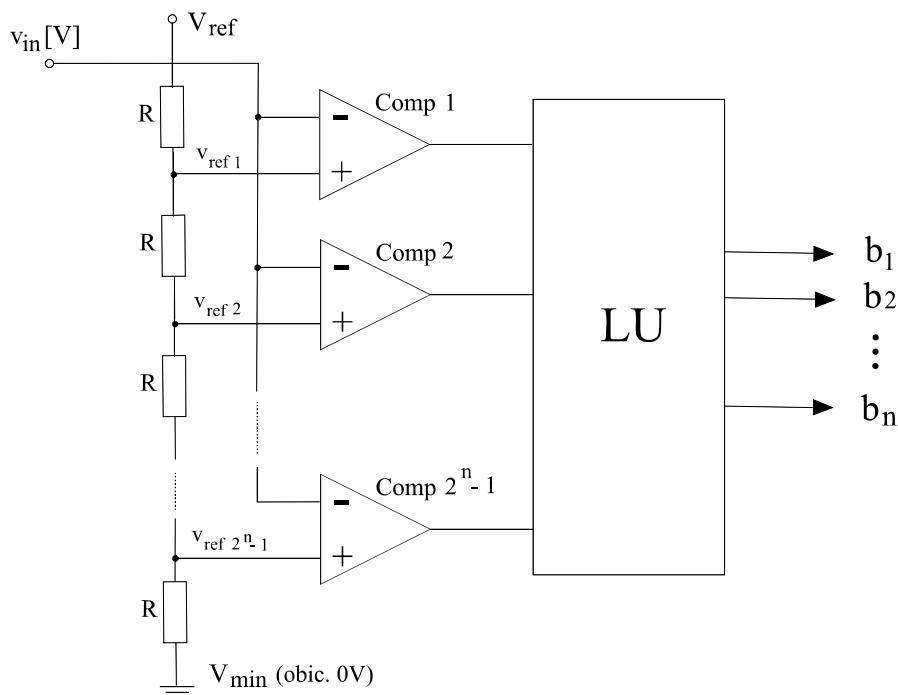 V_ref
v_in [V]
R
Comp 1
-
v_ref 1
+
R
Comp 2
-
v_ref 2
+
R
LU
b_1
b_2
⋮
b_n
Comp 2^n - 1
-
v_ref 2^n-1
+
R
V_min (obic. 0V)